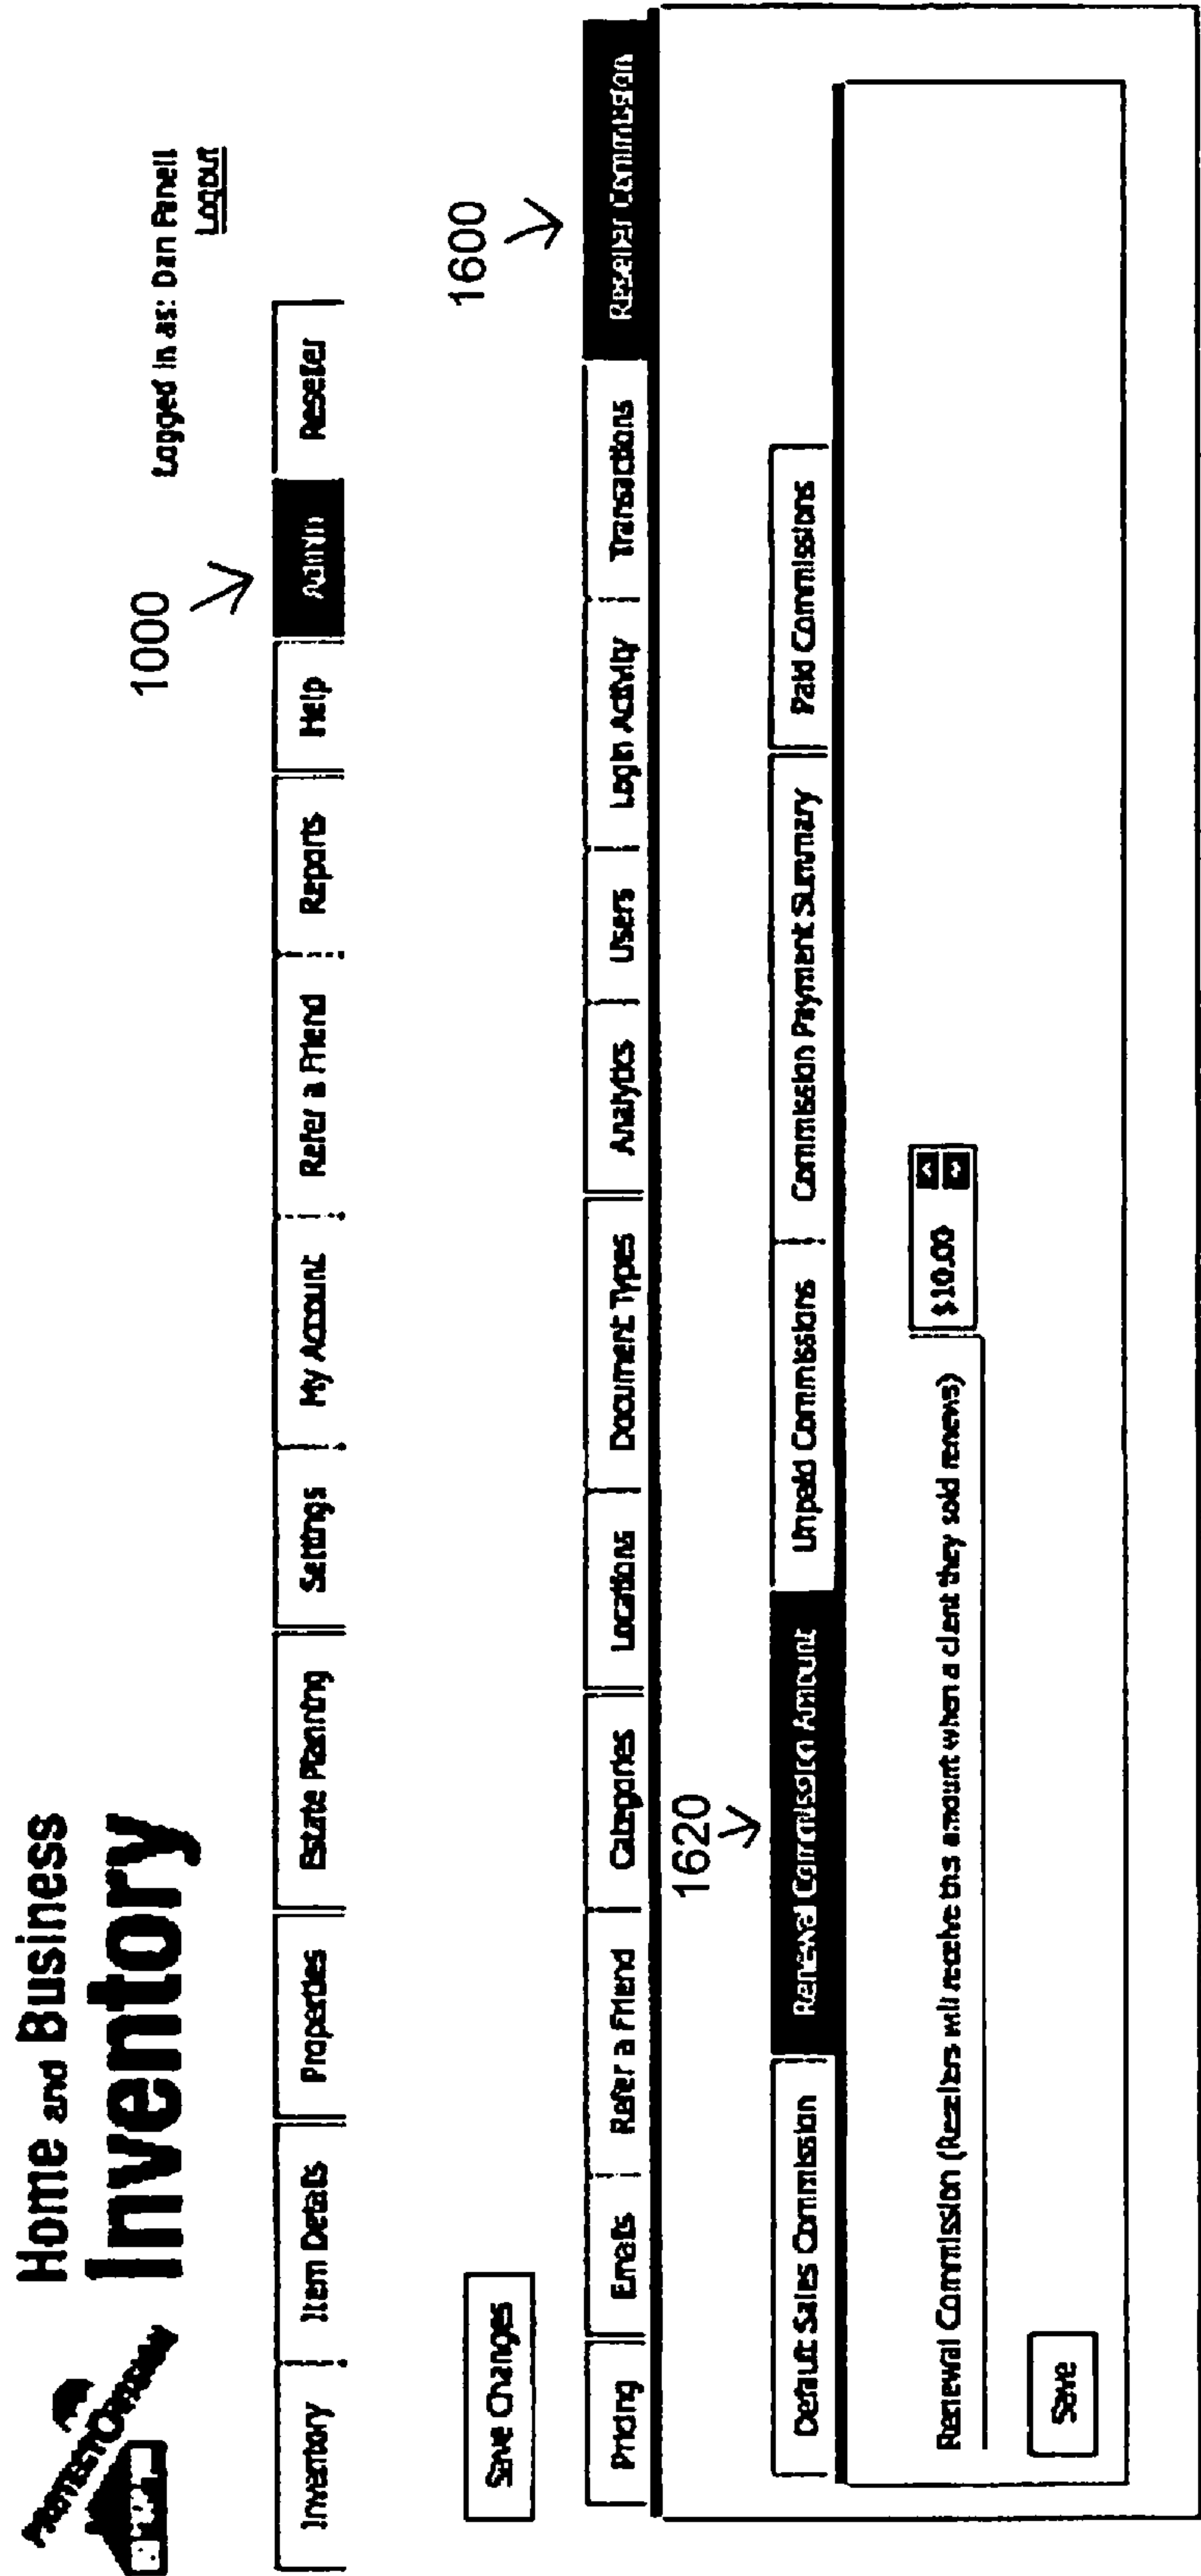 Home and Business
Inventory
1000
Logged in as: Dan Panell
Logout
Inventory Item Details Properties Estate Planning Settings My Account Refer a Friend Reports Help Admin Reseller
Save Changes
1600
Pricing Emails Refer a Friend Categories Locations Document Types Analytics Users Login Activity Transactions Reseller Commission
1620
Default Sales Commission Renewal Commission Amount Unpaid Commissions Commission Payment Summary Paid Commissions
Renewal Commission (Resellers will receive this amount when a client they sold renews) $10.00
Save